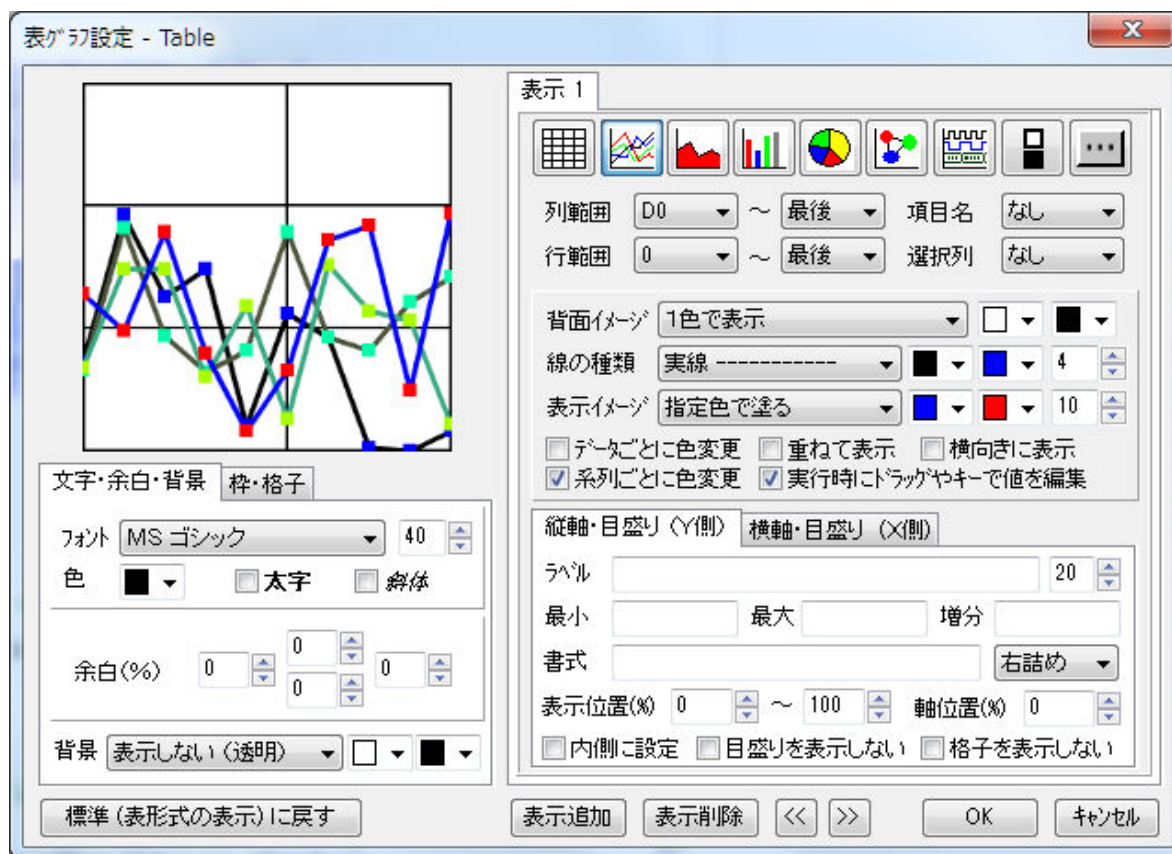 表ｸﾞﾗﾌ設定 - Table
X
表示 1
...
列範囲 D0 ～ 最後 項目名 なし
行範囲 0 ～ 最後 選択列 なし
背面ｲﾒｰｼﾞ 1色で表示
線の種類 実線 ------------ 4
表示ｲﾒｰｼﾞ 指定色で塗る 10
ﾃﾞｰﾀごとに色変更 重ねて表示 横向きに表示
系列ごとに色変更 実行時にﾄﾞﾗｯｸﾞやｷｰで値を編集
文字･余白･背景 枠･格子
ﾌｫﾝﾄ MS ゴシック 40
色 太字 斜体
余白(%) 0 0 0 0
背景 表示しない (透明)
縦軸･目盛り (Y側) 横軸･目盛り (X側)
ﾗﾍﾞﾙ 20
最小 最大 増分
書式 右詰め
表示位置(%) 0 ～ 100 軸位置(%) 0
内側に設定 目盛りを表示しない 格子を表示しない
標準 (表形式の表示) に戻す 表示追加 表示削除 << >> OK ｷｬﾝｾﾙ